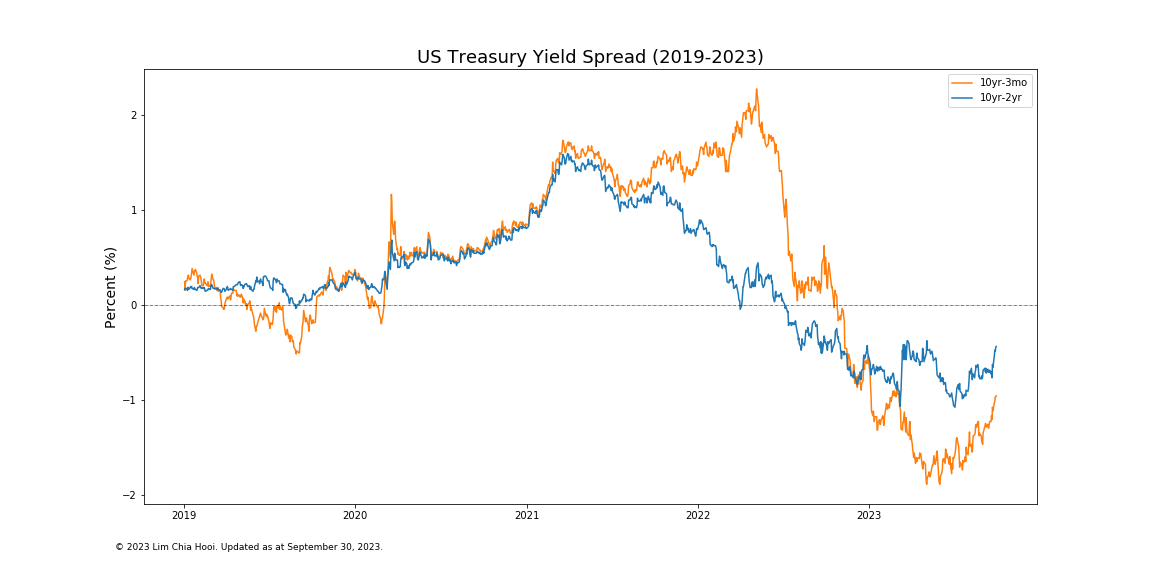 US Treasury Yield Spread (2019-2023)
10yr-3mo
10yr-2yr
Percent (%)
2
1
0
−1
−2
2019
2020
2021
2022
2023
© 2023 Lim Chia Hooi. Updated as at September 30, 2023.